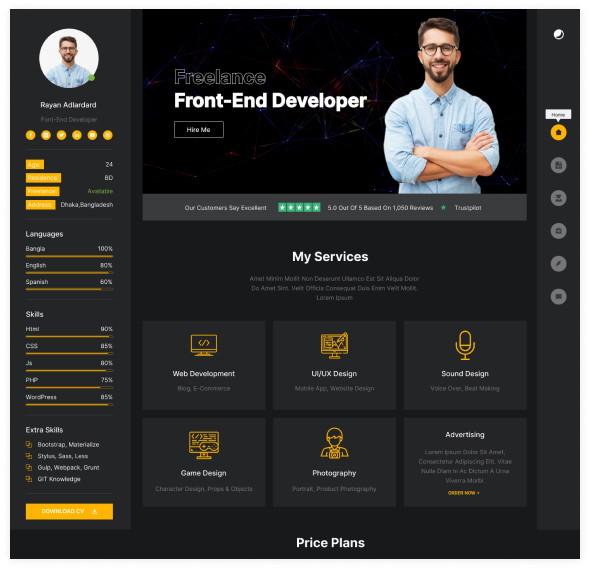 Rayan Adlardard
Font-End Developer
Age:
24
Residence:
BD
Freelance:
Available
Address:
Dhaka,Bangladesh
Languages
Bangla
100%
English
80%
Spanish
60%
Skills
Html
90%
CSS
85%
Js
80%
PHP
75%
WordPress
85%
Extra Skills
Bootstrap, Materialize
Stylus, Sass, Less
Gulp, Webpack, Grunt
GIT Knowledge
DOWNLOAD CV
Freelance
Front-End Developer
Hire Me
Our Customers Say Excellent
5.0 Out Of 5 Based On 1,050 Reviews
Trustpilot
My Services
Amet Minim Mollit Non Deserunt Ullamco Est Sit Aliqua Dolor
Do Amet Sint. Velit Officia Consequat Duis Enim Velit Mollit.
Lorem Ipsum
Web Development
Blog, E-Commerce
UI/UX Design
Mobile App, Website Design
Sound Design
Voice Over, Beat Making
Game Design
Character Design, Props & Objects
Photography
Portrait, Product Photography
Advertising
Lorem Ipsum Dolor Sit Amet,
Consectetur Adipiscing Elit. Vitae
Nulla Diam In Ac Dictum A Urna
Viverra Morbi.
ORDER NOW
Price Plans
Home